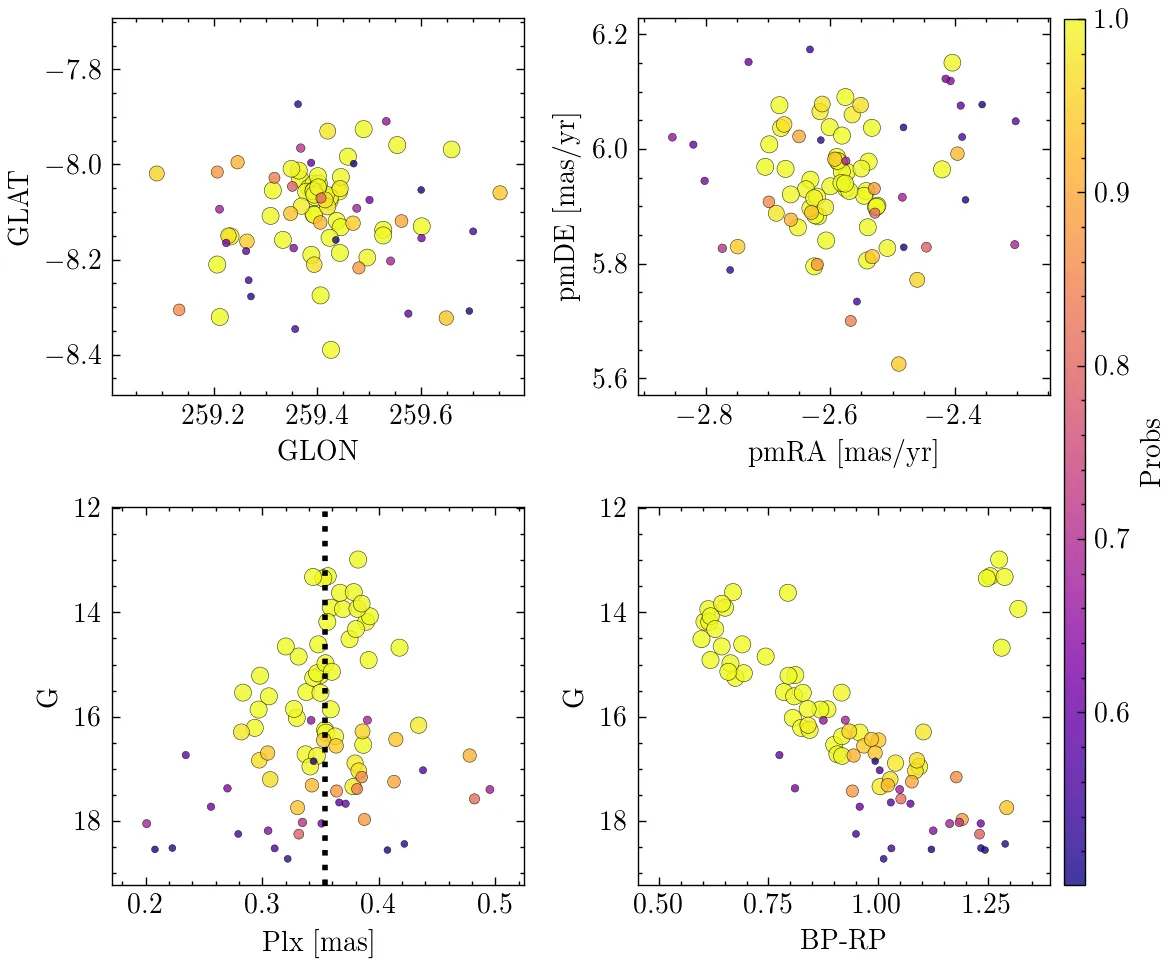 −7.8
−8.0
−8.2
−8.4
GLAT
259.2 259.4 259.6
GLON
6.2
6.0
5.8
5.6
pmDE [mas/yr]
−2.8 −2.6 −2.4
pmRA [mas/yr]
12
14
16
18
G
0.2 0.3 0.4 0.5
Plx [mas]
12
14
16
18
G
0.50 0.75 1.00 1.25
BP-RP
1.0
0.9
0.8
0.7
0.6
Probs